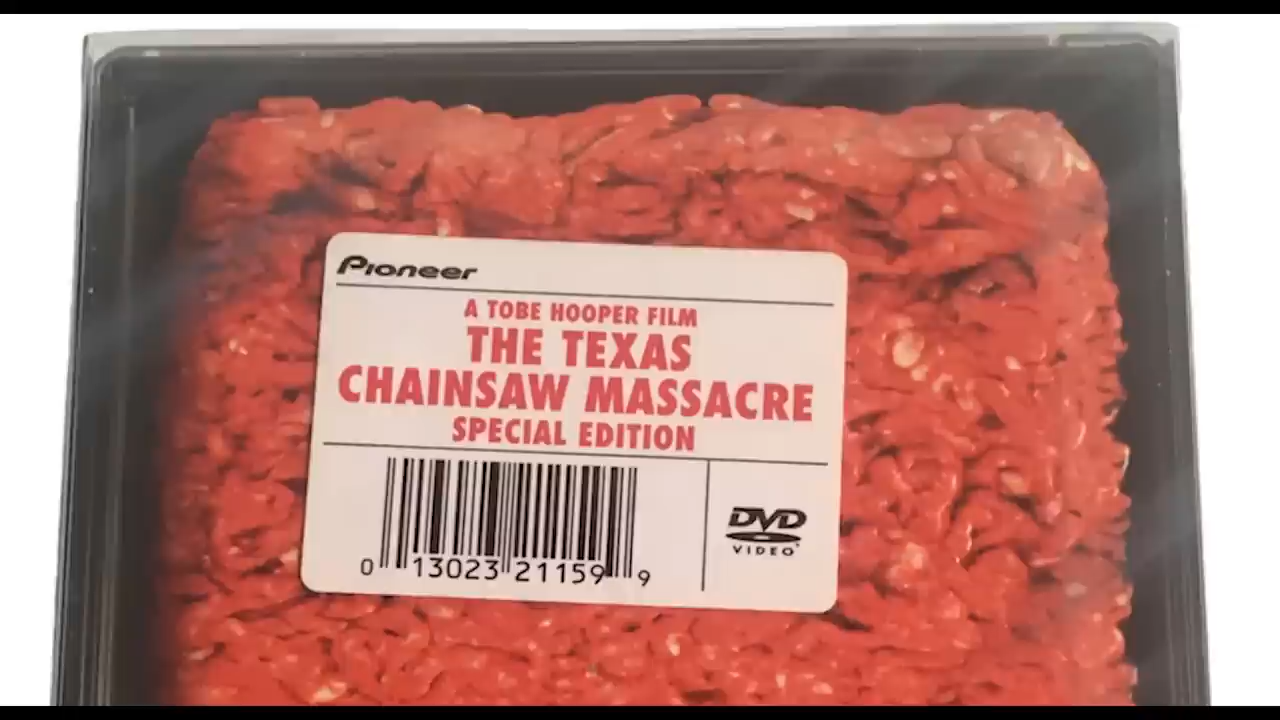 Pioneer
A TOBE HOOPER FILM
THE TEXAS
CHAINSAW MASSACRE
SPECIAL EDITION
DVD
VIDEO
0 13023 21159 9